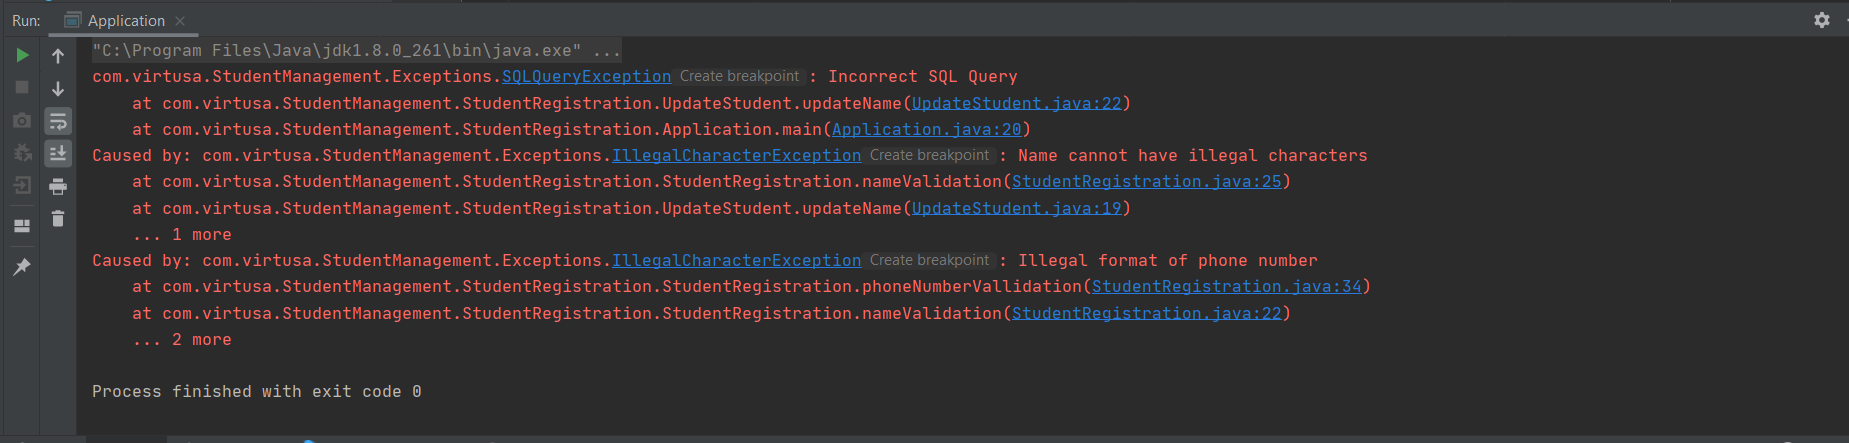 Run: Application
"C:\Program Files\Java\jdk1.8.0_261\bin\java.exe" ...
com.virtusa.StudentManagement.Exceptions.SQLQueryException Create breakpoint : Incorrect SQL Query
at com.virtusa.StudentManagement.StudentRegistration.UpdateStudent.updateName(UpdateStudent.java:22)
at com.virtusa.StudentManagement.StudentRegistration.Application.main(Application.java:20)
Caused by: com.virtusa.StudentManagement.Exceptions.IllegalCharacterException Create breakpoint : Name cannot have illegal characters
at com.virtusa.StudentManagement.StudentRegistration.StudentRegistration.nameValidation(StudentRegistration.java:25)
at com.virtusa.StudentManagement.StudentRegistration.UpdateStudent.updateName(UpdateStudent.java:19)
... 1 more
Caused by: com.virtusa.StudentManagement.Exceptions.IllegalCharacterException Create breakpoint : Illegal format of phone number
at com.virtusa.StudentManagement.StudentRegistration.StudentRegistration.phoneNumberVallidation(StudentRegistration.java:34)
at com.virtusa.StudentManagement.StudentRegistration.StudentRegistration.nameValidation(StudentRegistration.java:22)
... 2 more
Process finished with exit code 0